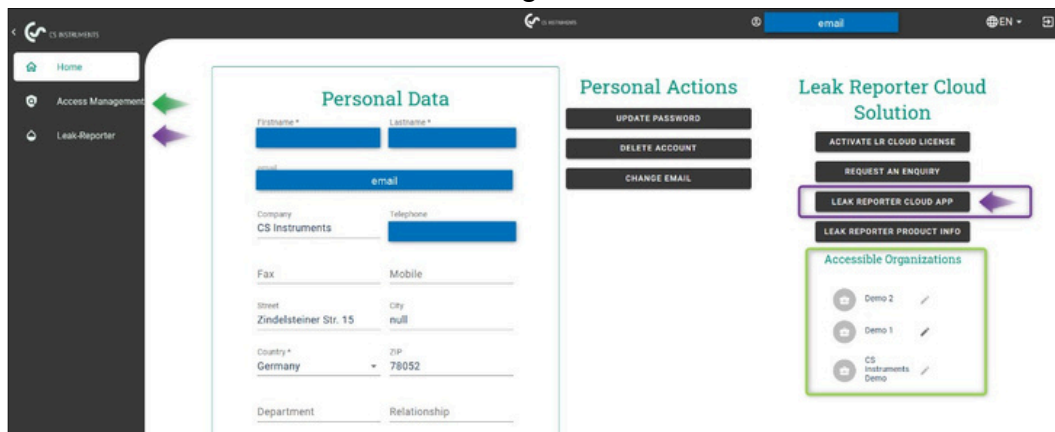 CS INSTRUMENTS
CS INSTRUMENTS
email
EN
Home
Access Management
Leak-Reporter
Personal Data
Firstname *
Lastname *
email
email
Company
CS Instruments
Telephone
Fax
Mobile
Street
Zindelsteiner Str. 15
City
null
Country *
Germany
ZIP
78052
Department
Relationship
Personal Actions
UPDATE PASSWORD
DELETE ACCOUNT
CHANGE EMAIL
Leak Reporter Cloud
Solution
ACTIVATE LR CLOUD LICENSE
REQUEST AN ENQUIRY
LEAK REPORTER CLOUD APP
LEAK REPORTER PRODUCT INFO
Accessible Organizations
Demo 2
Demo 1
CS
Instruments
Demo